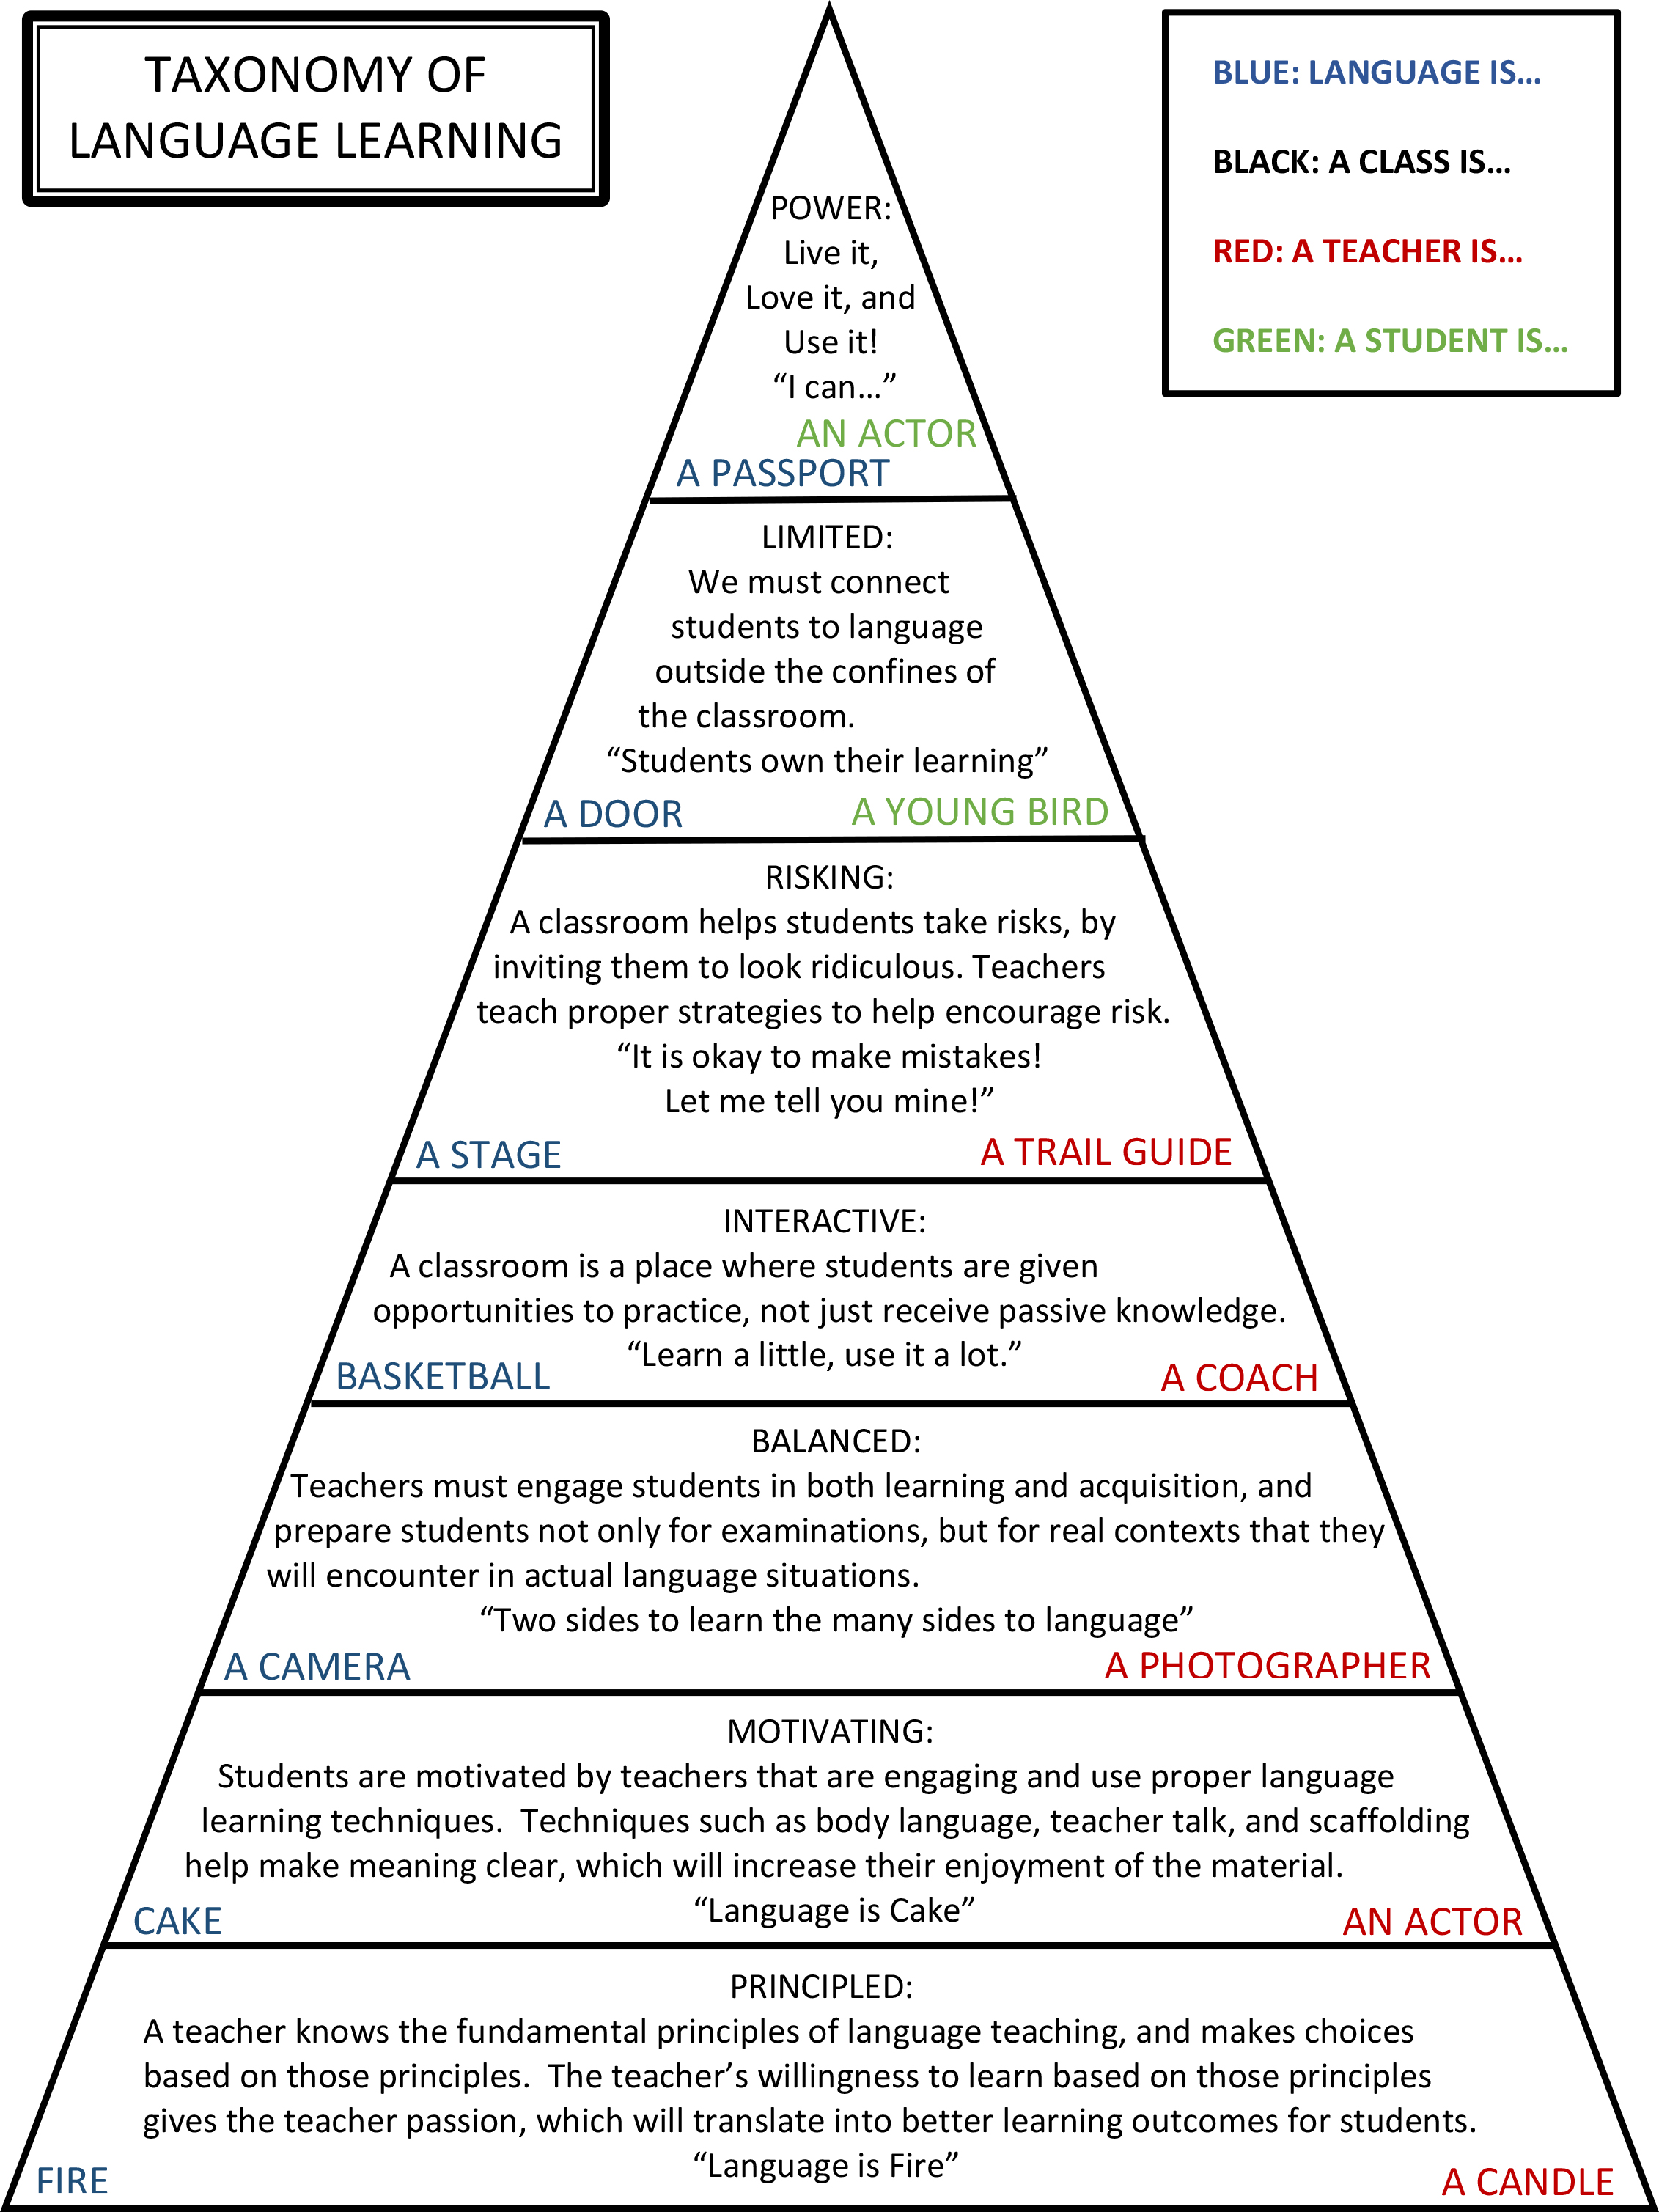 TAXONOMY OF
LANGUAGE LEARNING
BLUE: LANGUAGE IS…
BLACK: A CLASS IS…
RED: A TEACHER IS…
GREEN: A STUDENT IS…
POWER:
Live it,
Love it, and
Use it!
“I can…”
AN ACTOR
A PASSPORT
LIMITED:
We must connect
students to language
outside the confines of
the classroom.
“Students own their learning”
A DOOR A YOUNG BIRD
RISKING:
A classroom helps students take risks, by
inviting them to look ridiculous. Teachers
teach proper strategies to help encourage risk.
“It is okay to make mistakes!
Let me tell you mine!”
A STAGE A TRAIL GUIDE
INTERACTIVE:
A classroom is a place where students are given
opportunities to practice, not just receive passive knowledge.
“Learn a little, use it a lot.”
BASKETBALL A COACH
BALANCED:
Teachers must engage students in both learning and acquisition, and
prepare students not only for examinations, but for real contexts that they
will encounter in actual language situations.
“Two sides to learn the many sides to language”
A CAMERA A PHOTOGRAPHER
MOTIVATING:
Students are motivated by teachers that are engaging and use proper language
learning techniques.  Techniques such as body language, teacher talk, and scaffolding
help make meaning clear, which will increase their enjoyment of the material.
“Language is Cake”
CAKE AN ACTOR
PRINCIPLED:
A teacher knows the fundamental principles of language teaching, and makes choices
based on those principles.  The teacher’s willingness to learn based on those principles
gives the teacher passion, which will translate into better learning outcomes for students.
“Language is Fire”
FIRE A CANDLE